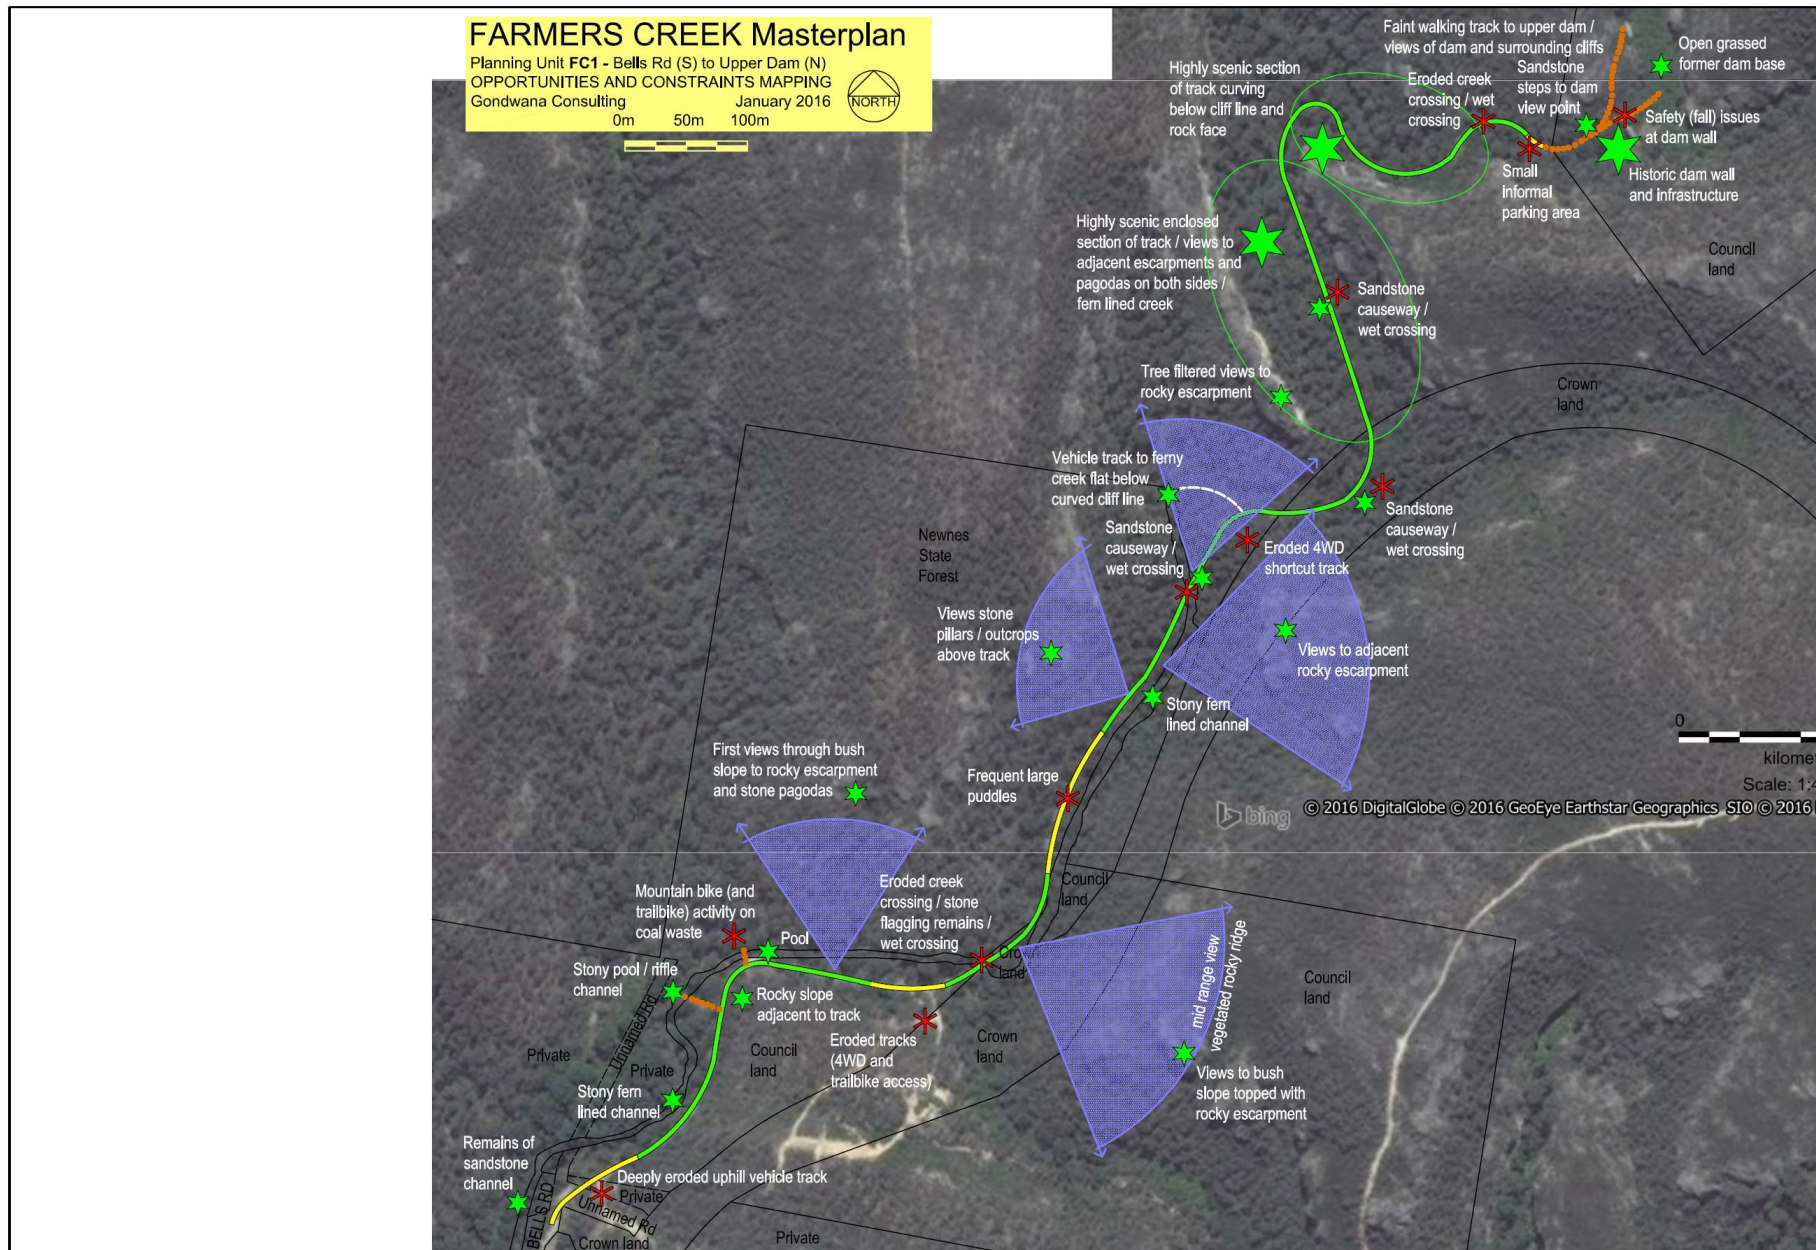 FARMERS CREEK Masterplan
Planning Unit FC1 - Bells Rd (S) to Upper Dam (N)
OPPORTUNITIES AND CONSTRAINTS MAPPING
Gondwana Consulting January 2016
0m 50m 100m
NORTH
Faint walking track to upper dam /
views of dam and surrounding cliffs
Open grassed
former dam base
Highly scenic section
of track curving
below cliff line and
rock face
Eroded creek
crossing / wet
crossing
Sandstone
steps to dam
view point
Safety (fall) issues
at dam wall
Small
informal
parking area
Historic dam wall
and infrastructure
Council
land
Highly scenic enclosed
section of track / views to
adjacent escarpments and
pagodas on both sides /
fern lined creek
Sandstone
causeway /
wet crossing
Tree filtered views to
rocky escarpment
Crown
land
Vehicle track to ferny
creek flat below
curved cliff line
Sandstone
causeway /
wet crossing
Sandstone
causeway /
wet crossing
Newnes
State
Forest
Eroded 4WD
shortcut track
Views stone
pillars / outcrops
above track
Views to adjacent
rocky escarpment
Stony fern
lined channel
0
kilomet
Scale: 1:4
First views through bush
slope to rocky escarpment
and stone pagodas
Frequent large
puddles
bing
© 2016 DigitalGlobe © 2016 GeoEye Earthstar Geographics SIO © 2016
Mountain bike (and
trailbike) activity on
coal waste
Eroded creek
crossing / stone
flagging remains /
wet crossing
Council
land
Pool
Crown
land
mid range view
vegetated rocky ridge
Council
land
Stony pool / riffle
channel
Rocky slope
adjacent to track
Unnamed Rd
Private
Private
Council
land
Eroded tracks
(4WD and
trailbike access)
Crown
land
Views to bush
slope topped with
rocky escarpment
Stony fern
lined channel
Remains of
sandstone
channel
Deeply eroded uphill vehicle track
Private
Unnamed Rd
BELLS RD
Crown land
Private